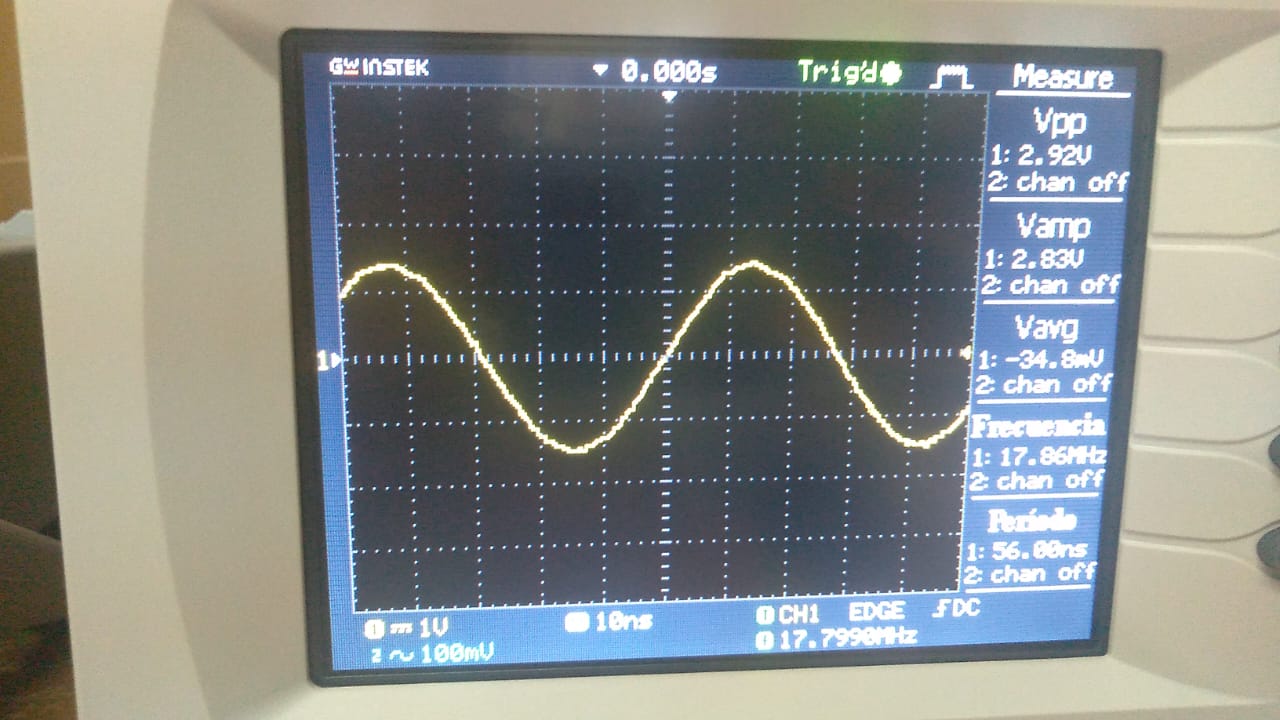 GW INSTEK
▼ 0.000s
Trig'd
Measure
Vpp
1: 2.92V
2: chan off
Vamp
1: 2.83V
2: chan off
Vavg
1: -34.8mV
2: chan off
Frecuencia
1: 17.86MHz
2: chan off
Período
1: 56.00ns
2: chan off
1
1 1V
10ns
1 CH1 EDGE DC
2 ~ 100mV
17.7990MHz